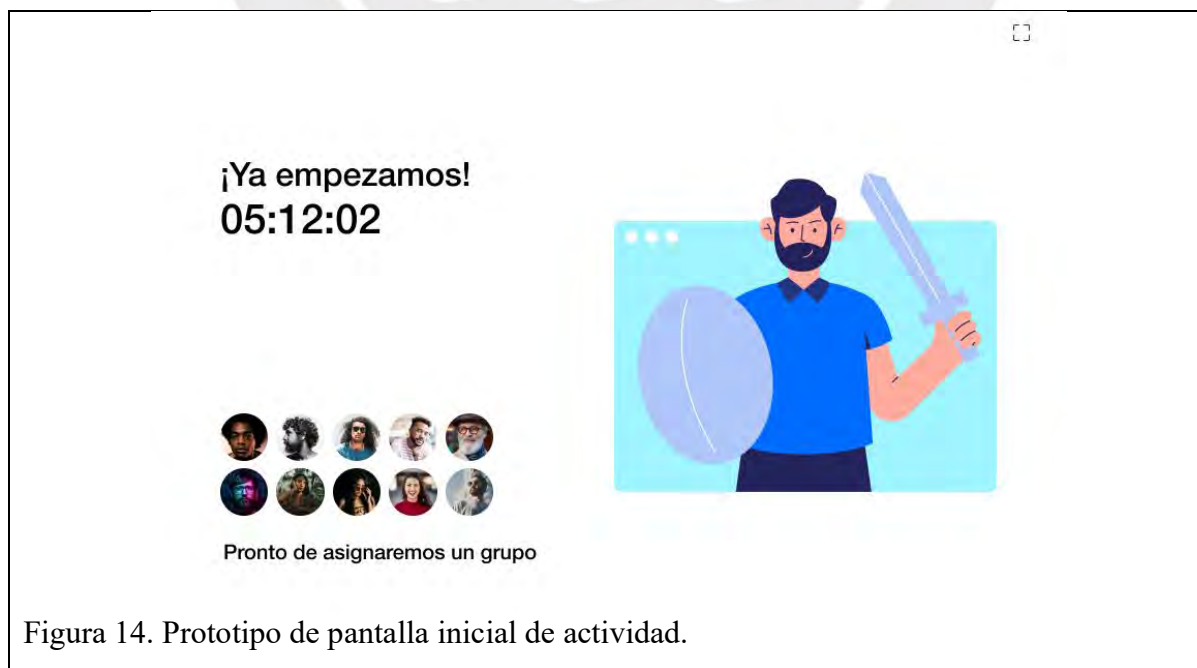 ¡Ya empezamos!
05:12:02
Pronto de asignaremos un grupo
Figura 14. Prototipo de pantalla inicial de actividad.